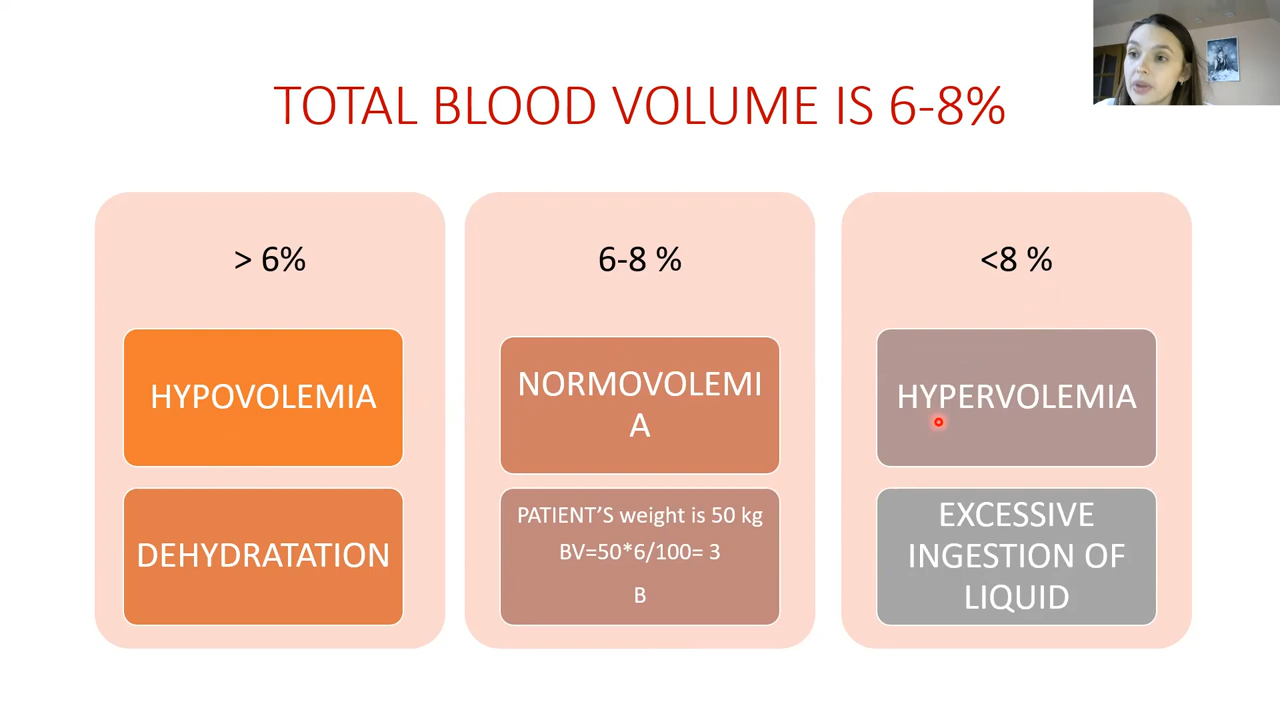 TOTAL BLOOD VOLUME IS 6-8%
> 6%
HYPOVOLEMIA
DEHYDRATATION
6-8 %
NORMOVOLEMI
A
PATIENT'S weight is 50 kg
BV=50*6/100= 3
B
<8 %
HYPERVOLEMIA
EXCESSIVE
INGESTION OF
LIQUID